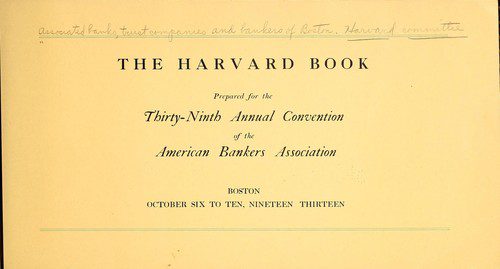 Associated banks, trust companies and bankers of Boston. Harvard committee
THE HARVARD BOOK
Prepared for the
Thirty-Ninth Annual Convention
of the
American Bankers Association
BOSTON
OCTOBER SIX TO TEN, NINETEEN THIRTEEN